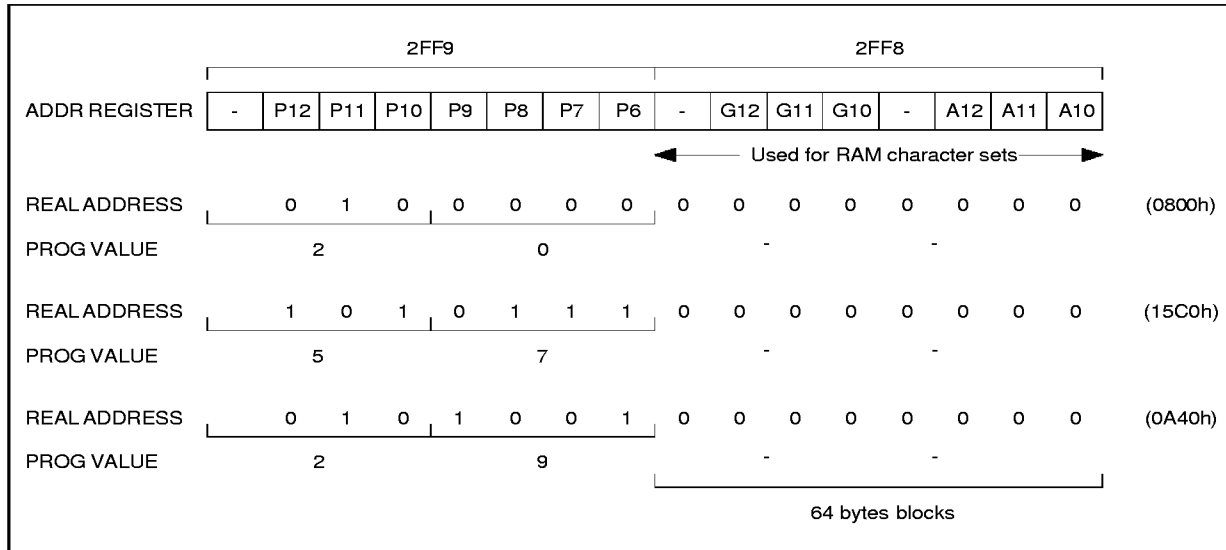 2FF9 2FF8
ADDR REGISTER - P12 P11 P10 P9 P8 P7 P6 - G12 G11 G10 - A12 A11 A10
Used for RAM character sets
REAL ADDRESS 0 1 0 0 0 0 0 0 0 0 0 0 0 0 0 (0800h)
PROG VALUE 2 0 - -
REAL ADDRESS 1 0 1 0 1 1 1 0 0 0 0 0 0 0 0 (15C0h)
PROG VALUE 5 7 - -
REAL ADDRESS 0 1 0 1 0 0 1 0 0 0 0 0 0 0 0 (0A40h)
PROG VALUE 2 9 - -
64 bytes blocks